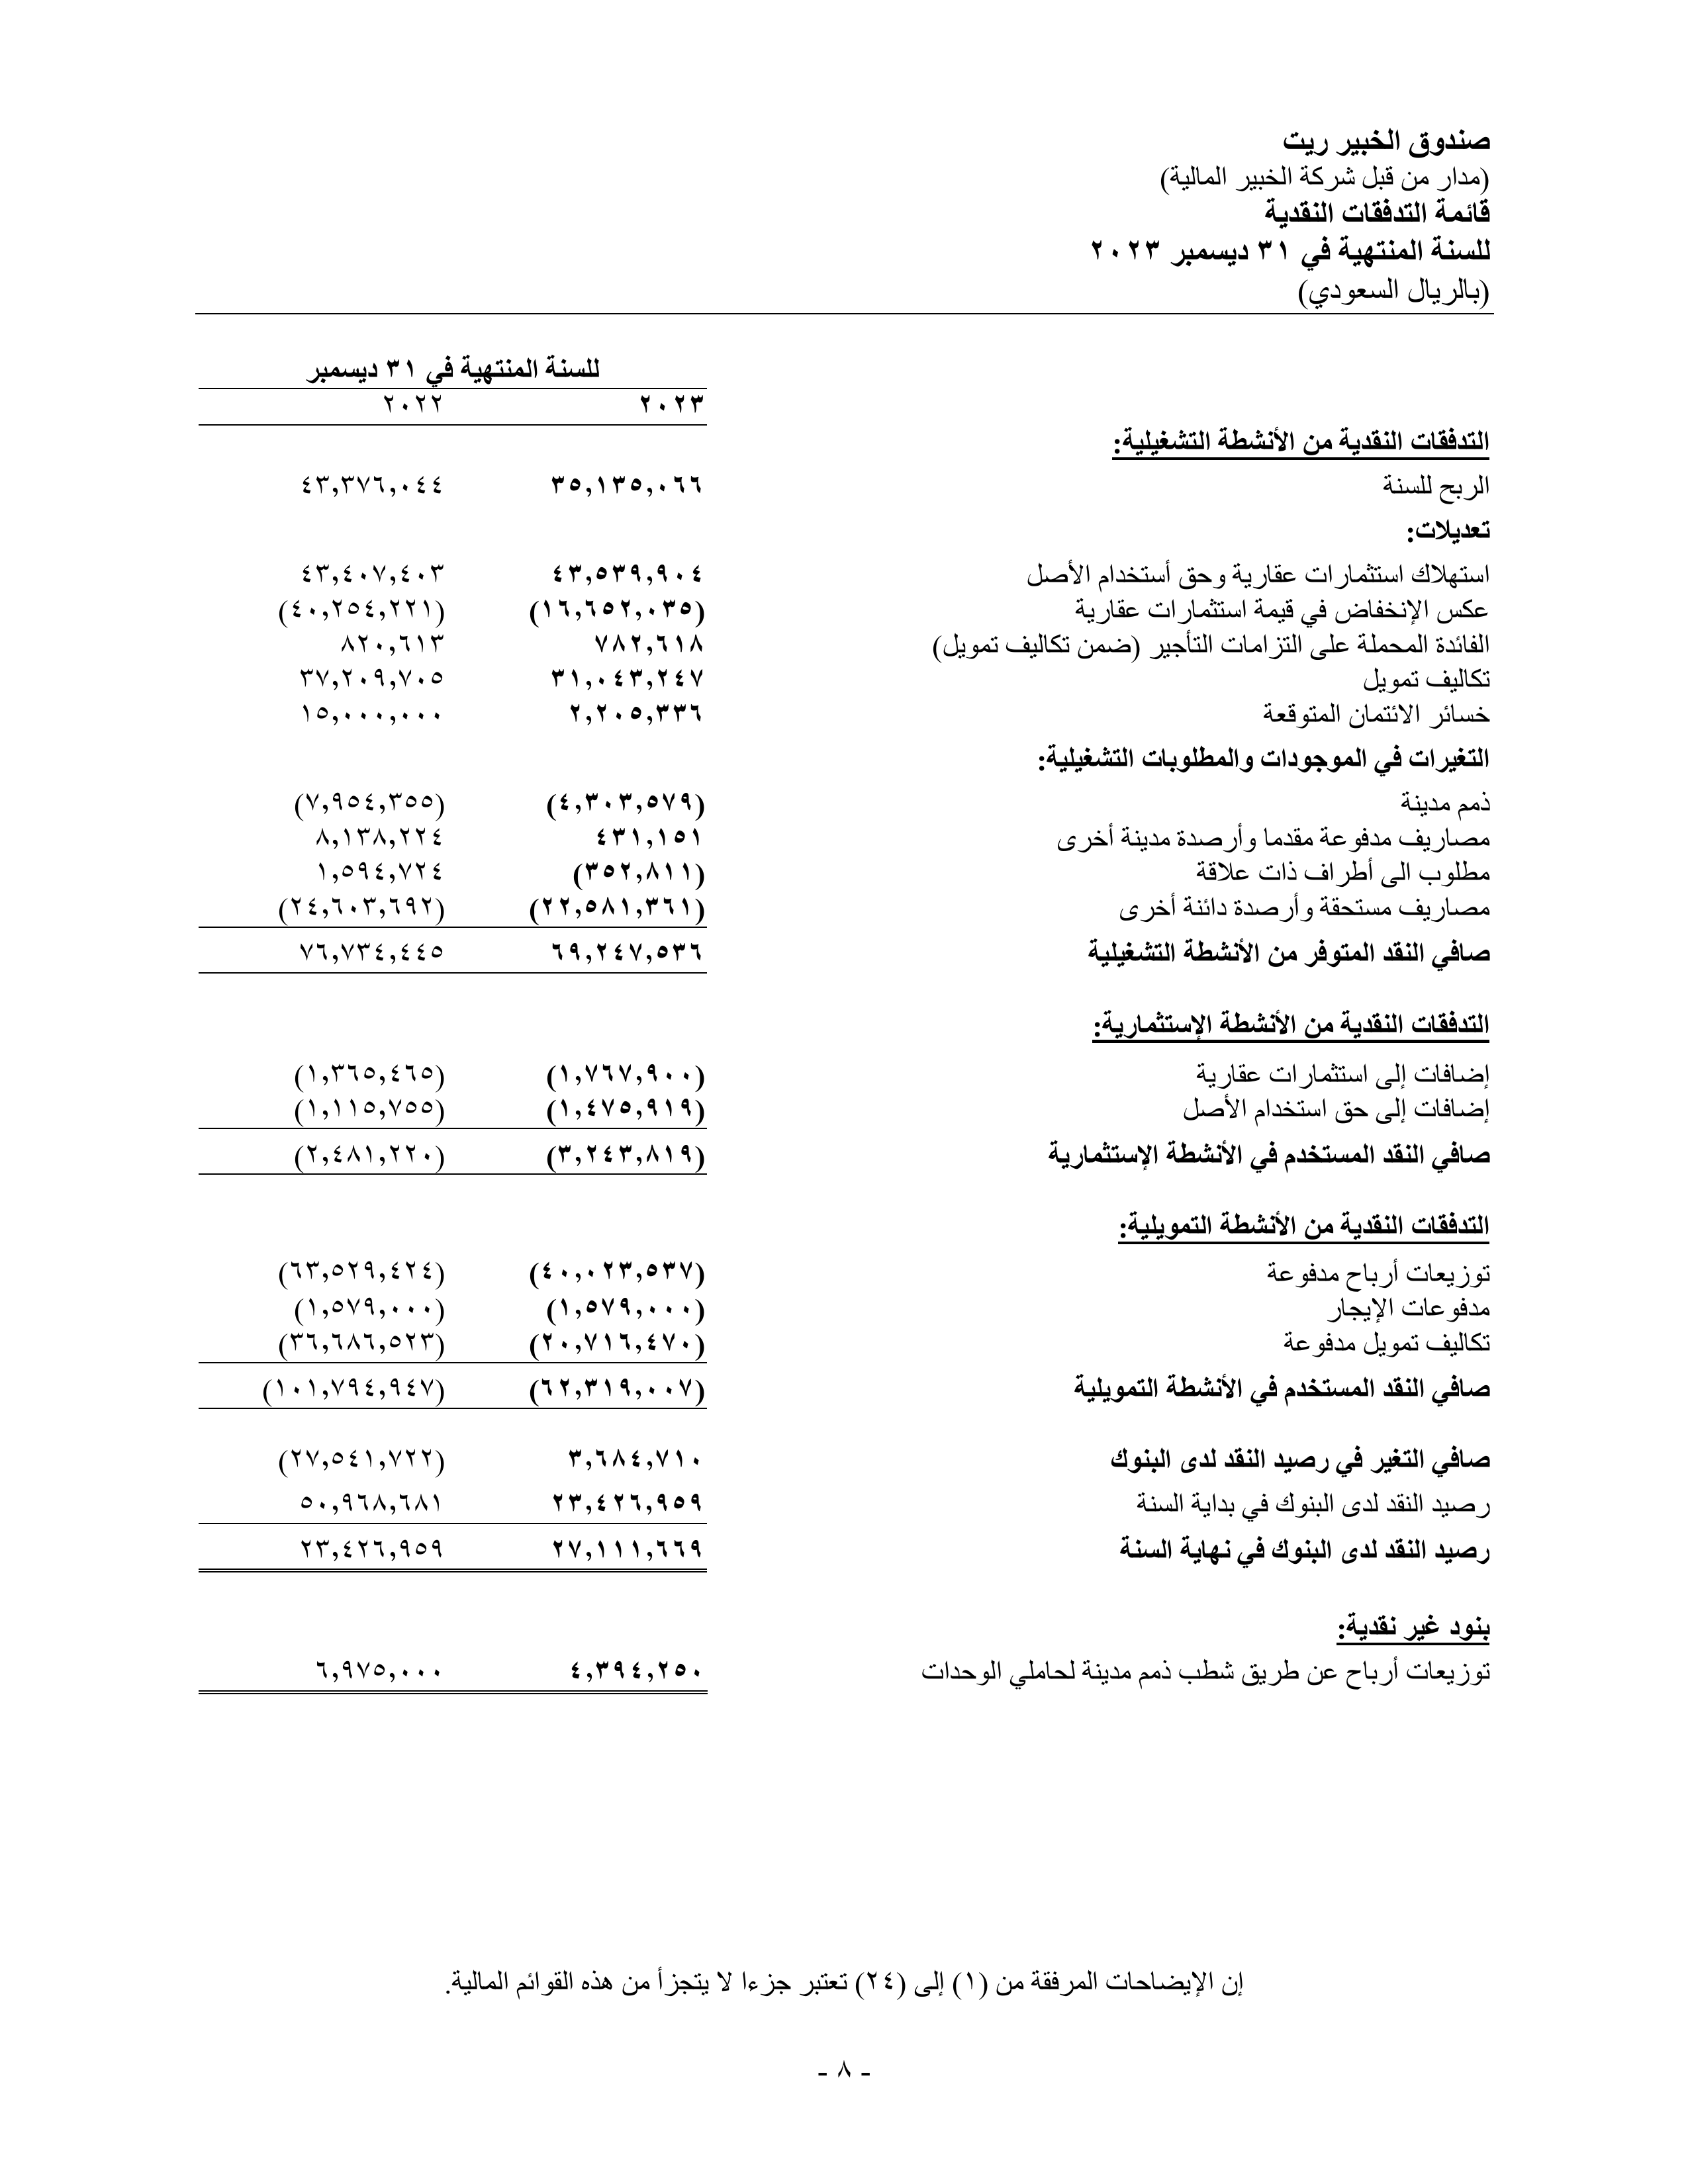 صندوق الخبير ريت
(مدار من قبل شركة الخبير المالية)
قائمة التدفقات النقدية
للسنة المنتهية في ٣١ ديسمبر ٢٠٢٣
(بالريال السعودي)
للسنة المنتهية في ٣١ ديسمبر
٢٠٢٣ ٢٠٢٢
التدفقات النقدية من الأنشطة التشغيلية:
الربح للسنة ٣٥,١٣٥,٠٦٦ ٤٣,٣٧٦,٠٤٤
تعديلات:
استهلاك استثمارات عقارية وحق أستخدام الأصل ٤٣,٥٣٩,٩٠٤ ٤٣,٤٠٧,٤٠٣
عكس الإنخفاض في قيمة استثمارات عقارية (١٦,٦٥٢,٠٣٥) (٤٠,٢٥٤,٢٢١)
الفائدة المحملة على التزامات التأجير (ضمن تكاليف تمويل) ٧٨٢,٦١٨ ٨٢٠,٦١٣
تكاليف تمويل ٣١,٠٤٣,٢٤٧ ٣٧,٢٠٩,٧٠٥
خسائر الائتمان المتوقعة ٢,٢٠٥,٣٣٦ ١٥,٠٠٠,٠٠٠
التغيرات في الموجودات والمطلوبات التشغيلية:
ذمم مدينة (٤,٣٠٣,٥٧٩) (٧,٩٥٤,٣٥٥)
مصاريف مدفوعة مقدما وأرصدة مدينة أخرى ٤٣١,١٥١ ٨,١٣٨,٢٢٤
مطلوب الى أطراف ذات علاقة (٣٥٢,٨١١) ١,٥٩٤,٧٢٤
مصاريف مستحقة وأرصدة دائنة أخرى (٢٢,٥٨١,٣٦١) (٢٤,٦٠٣,٦٩٢)
صافي النقد المتوفر من الأنشطة التشغيلية ٦٩,٢٤٧,٥٣٦ ٧٦,٧٣٤,٤٤٥
التدفقات النقدية من الأنشطة الإستثمارية:
إضافات إلى استثمارات عقارية (١,٧٦٧,٩٠٠) (١,٣٦٥,٤٦٥)
إضافات إلى حق استخدام الأصل (١,٤٧٥,٩١٩) (١,١١٥,٧٥٥)
صافي النقد المستخدم في الأنشطة الإستثمارية (٣,٢٤٣,٨١٩) (٢,٤٨١,٢٢٠)
التدفقات النقدية من الأنشطة التمويلية:
توزيعات أرباح مدفوعة (٤٠,٠٢٣,٥٣٧) (٦٣,٥٢٩,٤٢٤)
مدفوعات الإيجار (١,٥٧٩,٠٠٠) (١,٥٧٩,٠٠٠)
تكاليف تمويل مدفوعة (٢٠,٧١٦,٤٧٠) (٣٦,٦٨٦,٥٢٣)
صافي النقد المستخدم في الأنشطة التمويلية (٦٢,٣١٩,٠٠٧) (١٠١,٧٩٤,٩٤٧)
صافي التغير في رصيد النقد لدى البنوك ٣,٦٨٤,٧١٠ (٢٧,٥٤١,٧٢٢)
رصيد النقد لدى البنوك في بداية السنة ٢٣,٤٢٦,٩٥٩ ٥٠,٩٦٨,٦٨١
رصيد النقد لدى البنوك في نهاية السنة ٢٧,١١١,٦٦٩ ٢٣,٤٢٦,٩٥٩
بنود غير نقدية:
توزيعات أرباح عن طريق شطب ذمم مدينة لحاملي الوحدات ٤,٣٩٤,٢٥٠ ٦,٩٧٥,٠٠٠
إن الإيضاحات المرفقة من (١) إلى (٢٤) تعتبر جزءا لا يتجزأ من هذه القوائم المالية.
- ٨ -